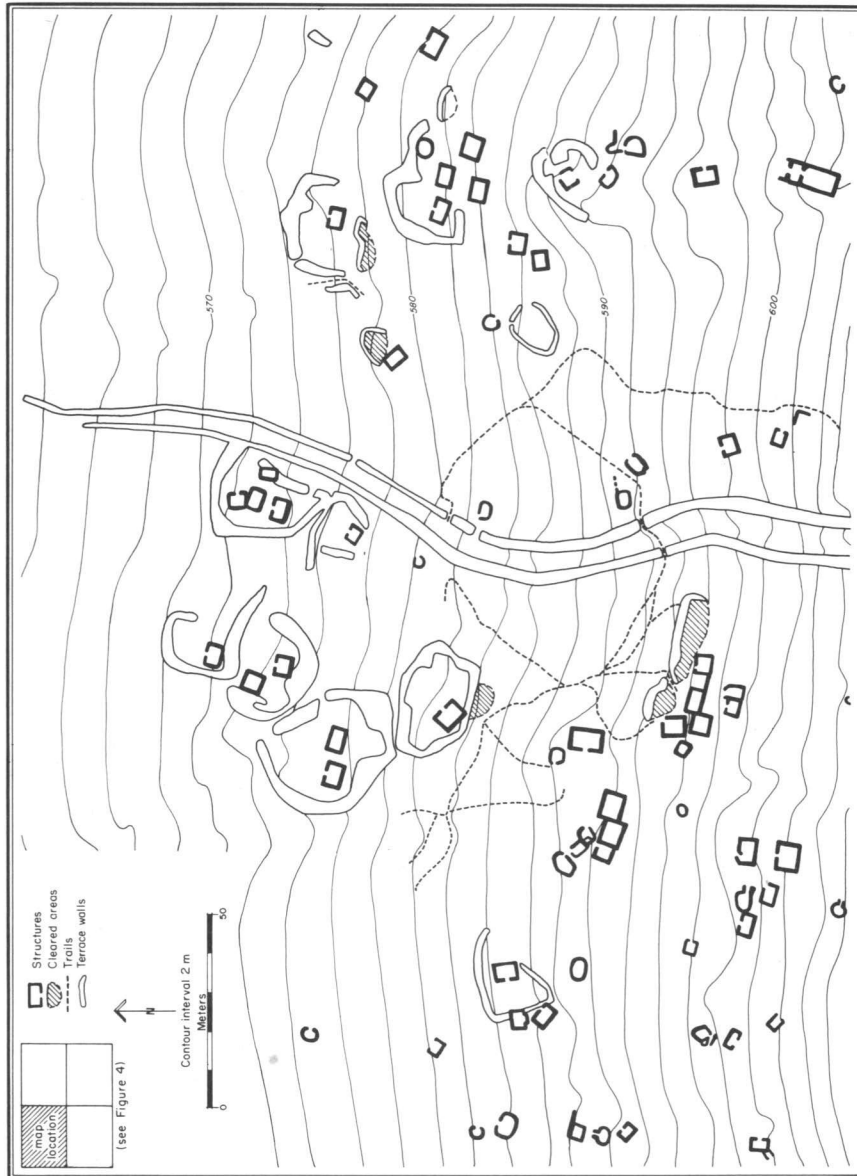 570
580
590
600
Structures
Cleared areas
Trails
Terrace walls
N
Contour interval 2 m
Meters
0
50
map
location
(see Figure 4)